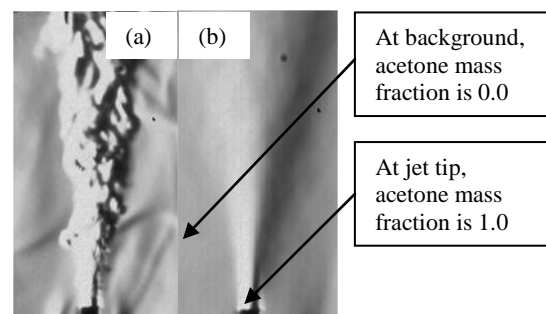 (a)
(b)
At background,
acetone mass
fraction is 0.0
At jet tip,
acetone mass
fraction is 1.0